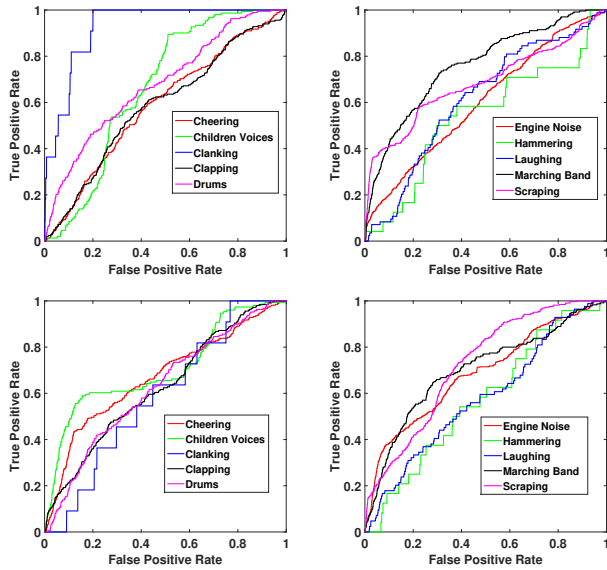 1
0.8
0.6
0.4
0.2
0
0 0.2 0.4 0.6 0.8 1
True Positive Rate
False Positive Rate
Cheering
Children Voices
Clanking
Clapping
Drums
1
0.8
0.6
0.4
0.2
0
0 0.2 0.4 0.6 0.8 1
True Positive Rate
False Positive Rate
Engine Noise
Hammering
Laughing
Marching Band
Scraping
1
0.8
0.6
0.4
0.2
0
0 0.2 0.4 0.6 0.8 1
True Positive Rate
False Positive Rate
Cheering
Children Voices
Clanking
Clapping
Drums
1
0.8
0.6
0.4
0.2
0
0 0.2 0.4 0.6 0.8 1
True Positive Rate
False Positive Rate
Engine Noise
Hammering
Laughing
Marching Band
Scraping